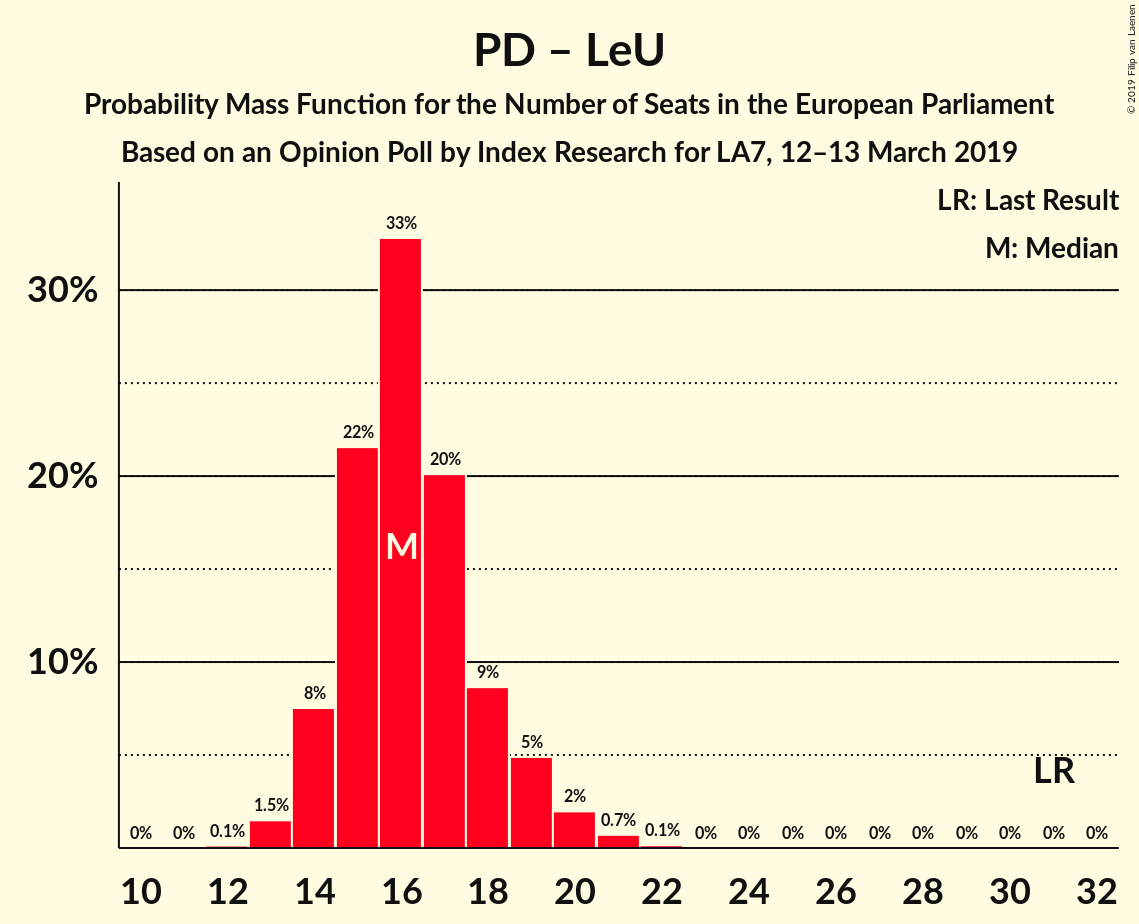 PD – LeU
Probability Mass Function for the Number of Seats in the European Parliament
Based on an Opinion Poll by Index Research for LA7, 12–13 March 2019
© 2019 Filip van Laenen
LR: Last Result
M: Median
30%
20%
10%
0%
0%
0.1%
1.5%
8%
22%
33%
20%
9%
5%
2%
0.7%
0.1%
0%
0%
0%
0%
0%
0%
0%
0%
0%
0%
M
LR
10 12 14 16 18 20 22 24 26 28 30 32